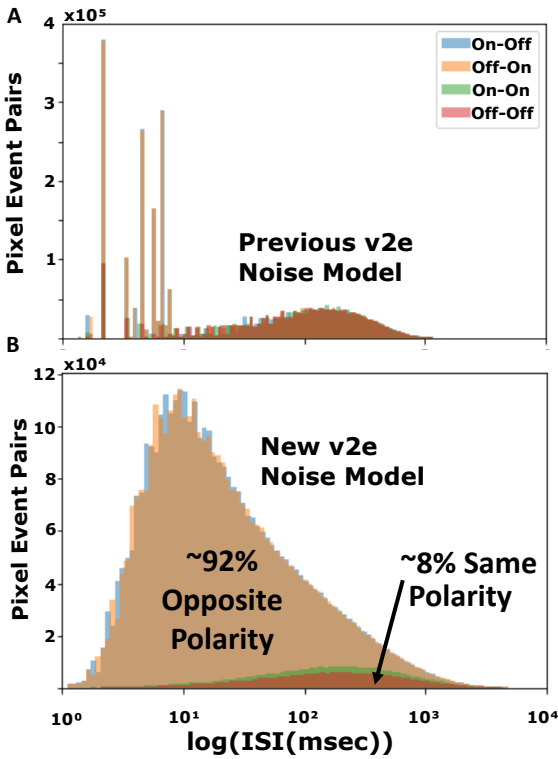 A
x10⁵
4
3
2
1
Pixel Event Pairs
On-Off
Off-On
On-On
Off-Off
Previous v2e
Noise Model
B
x10⁴
12
10
8
6
4
2
Pixel Event Pairs
New v2e
Noise Model
~92%
Opposite
Polarity
~8% Same
Polarity
10⁰ 10¹ 10² 10³ 10⁴
log(ISI(msec))